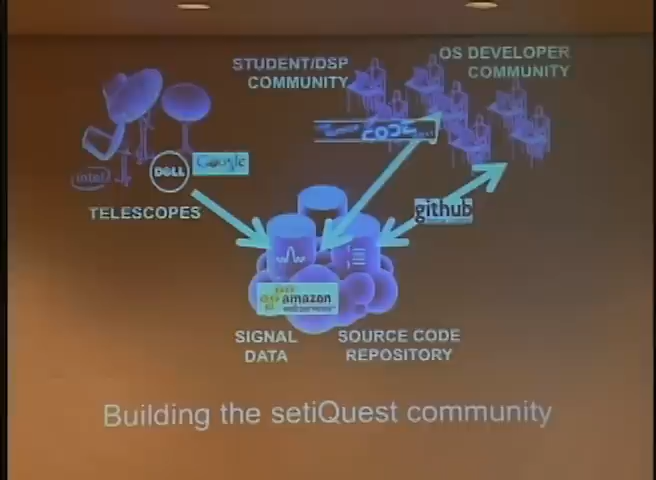 STUDENT/DSP
COMMUNITY
OS DEVELOPER
COMMUNITY
CODE
intel
DELL
Google
TELESCOPES
github
amazon
SIGNAL
DATA
SOURCE CODE
REPOSITORY
Building the setiQuest community